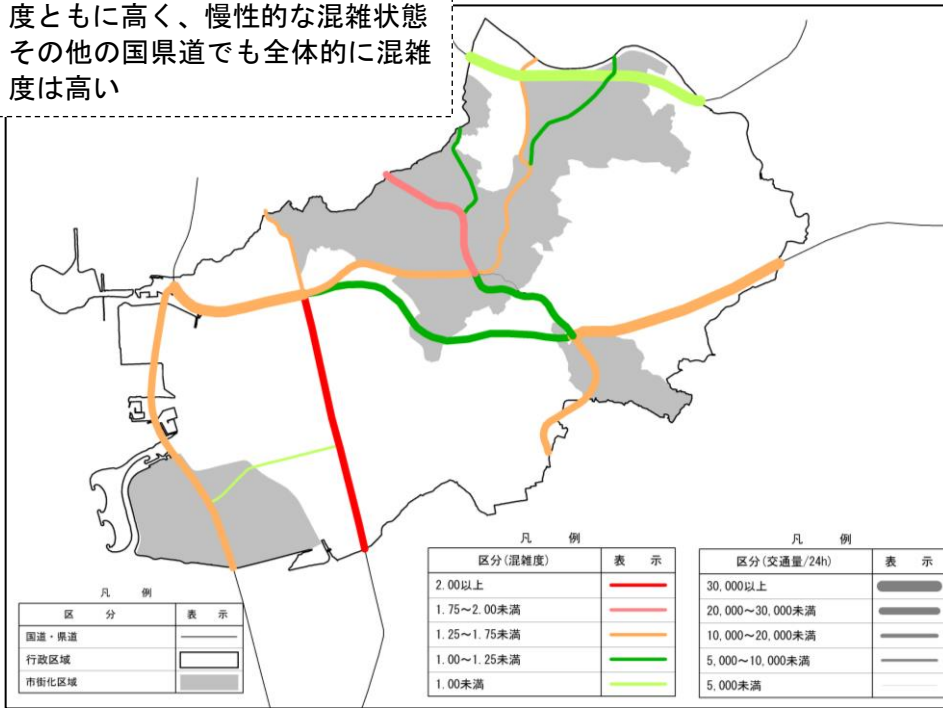 度ともに高く、慢性的な混雑状態
その他の国県道でも全体的に混雑
度は高い
凡 例
区分(混雑度) 表 示
2.00以上
1.75～2.00未満
1.25～1.75未満
1.00～1.25未満
1.00未満
凡 例
区分(交通量/24h) 表 示
30,000以上
20,000～30,000未満
10,000～20,000未満
5,000～10,000未満
5,000未満
凡 例
区 分 表 示
国道・県道
行政区域
市街化区域